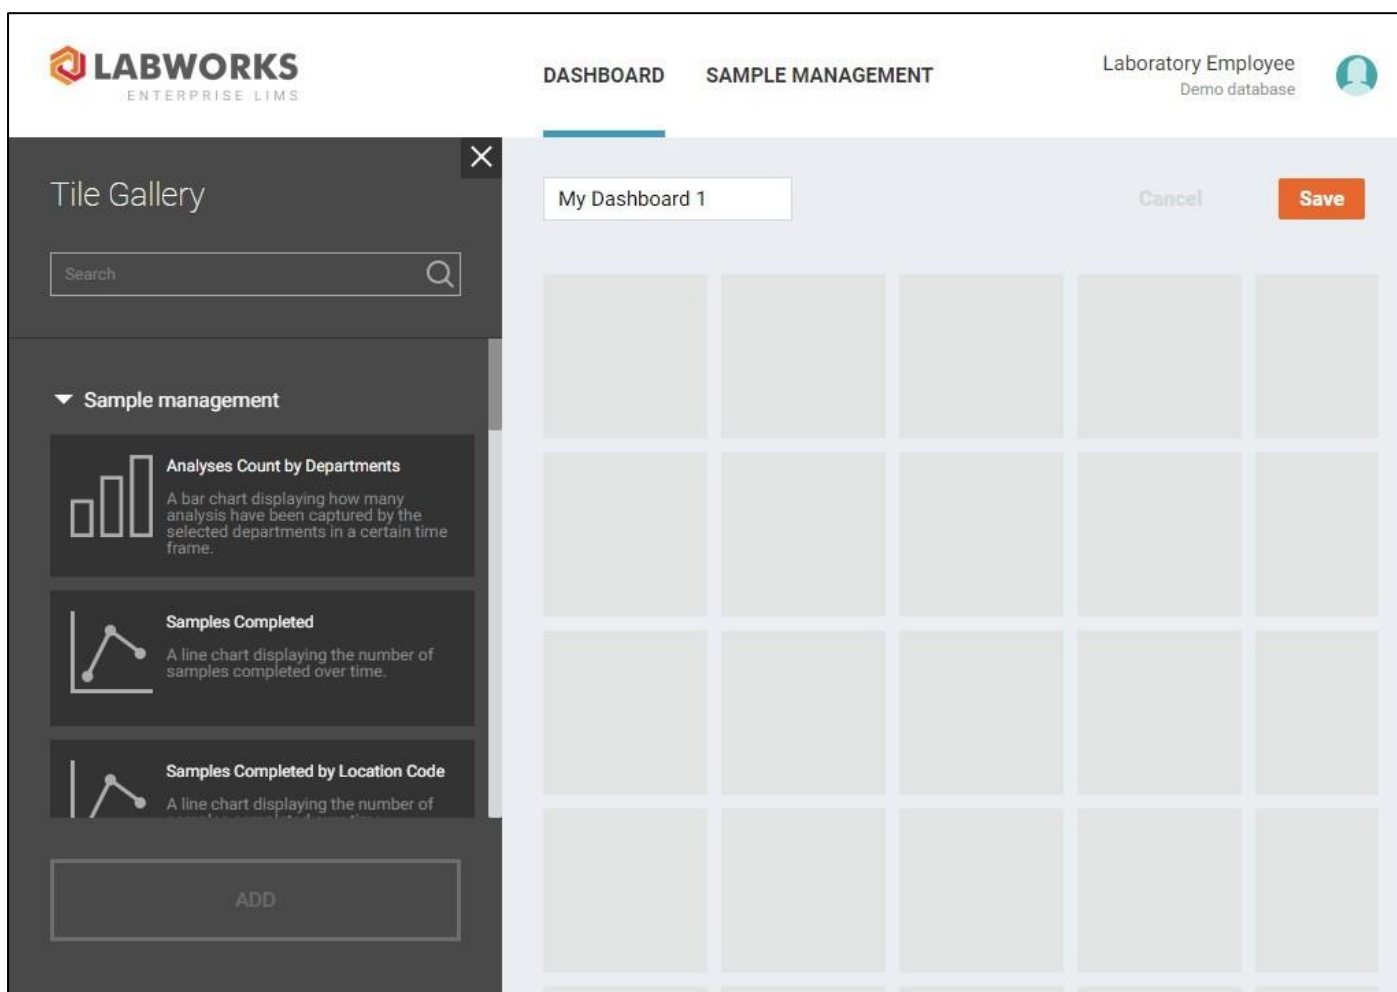 LABWORKS
ENTERPRISE LIMS
DASHBOARD
SAMPLE MANAGEMENT
Laboratory Employee
Demo database
Tile Gallery
Search
My Dashboard 1
Cancel
Save
Sample management
Analyses Count by Departments
A bar chart displaying how many
analysis have been captured by the
selected departments in a certain time
frame.
Samples Completed
A line chart displaying the number of
samples completed over time.
Samples Completed by Location Code
A line chart displaying the number of
ADD